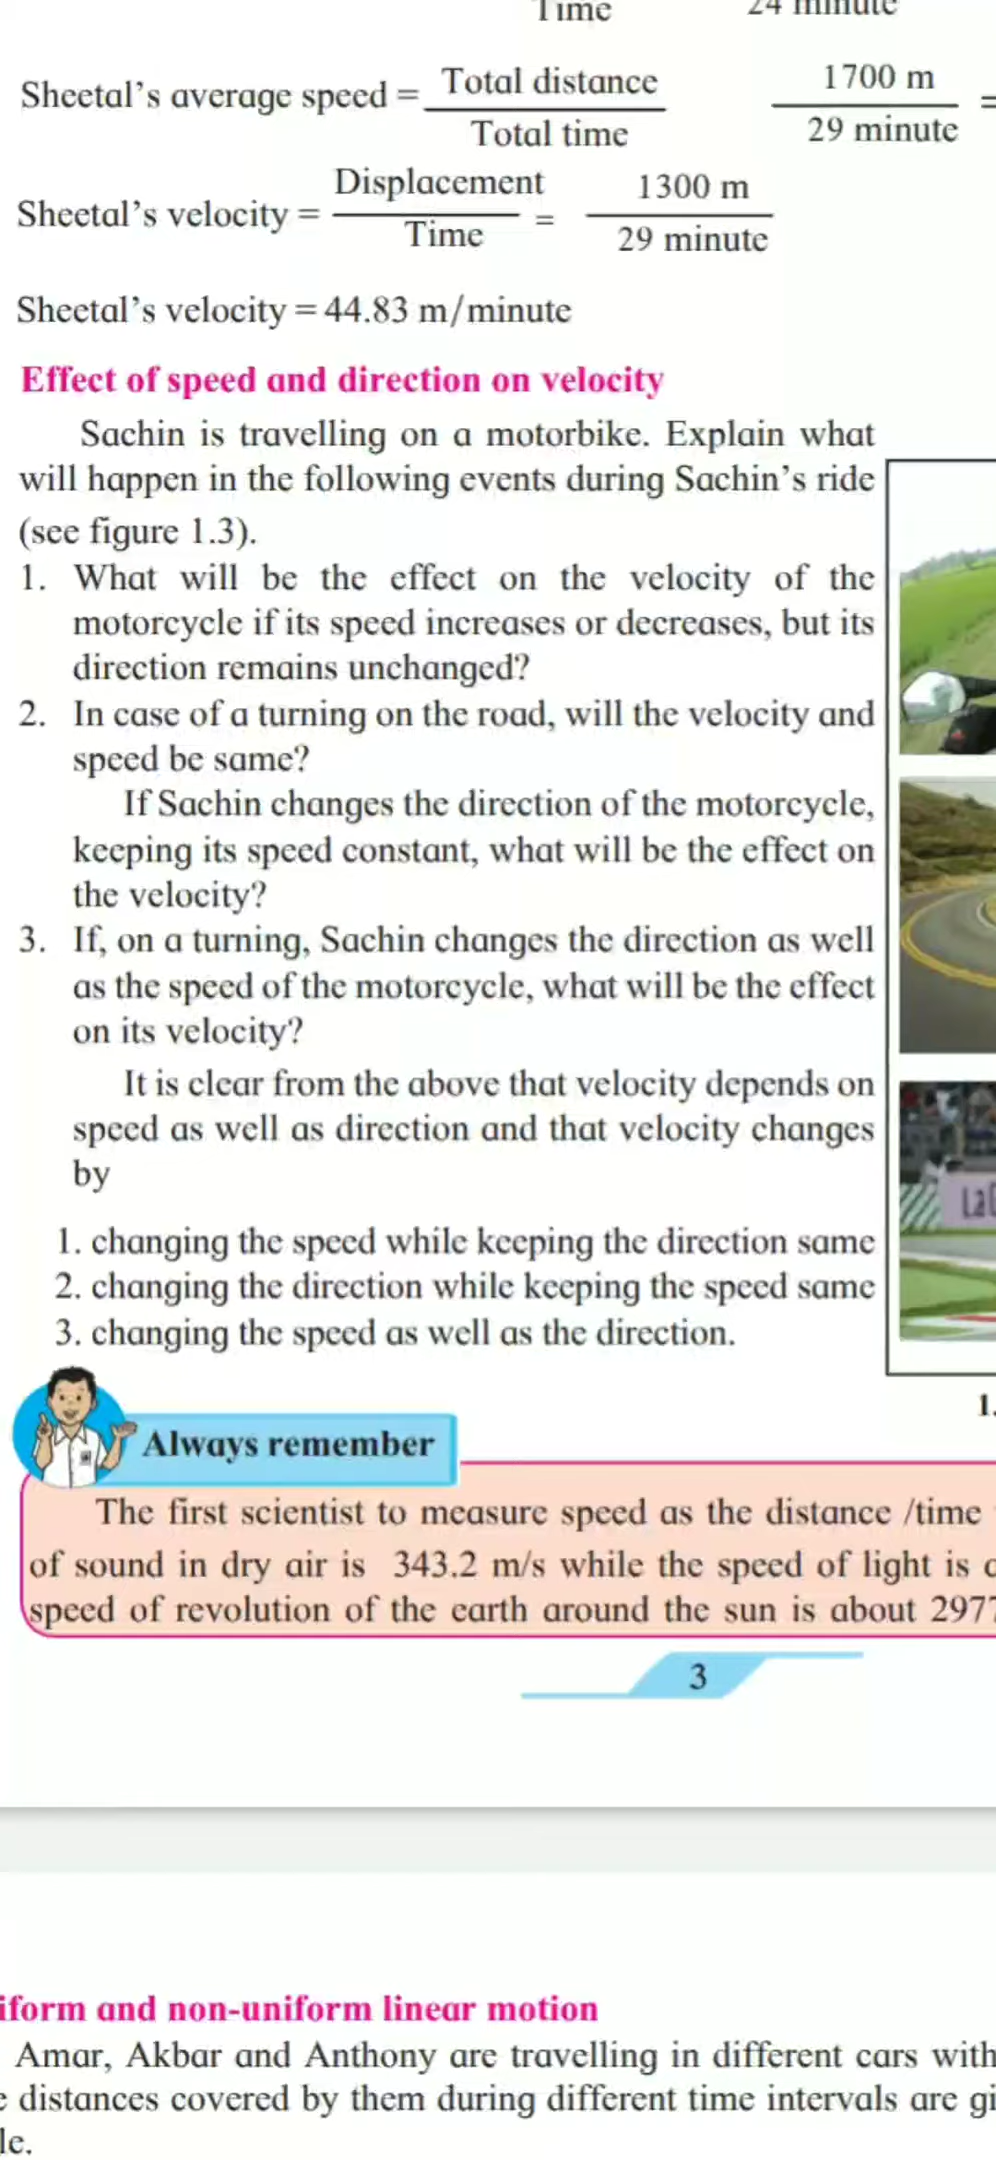 Time 24 minute
Sheetal's average speed = Total distance / Total time 1700 m / 29 minute =
Sheetal's velocity = Displacement / Time = 1300 m / 29 minute
Sheetal's velocity = 44.83 m/minute
Effect of speed and direction on velocity
Sachin is travelling on a motorbike. Explain what
will happen in the following events during Sachin's ride
(see figure 1.3).
1. What will be the effect on the velocity of the
motorcycle if its speed increases or decreases, but its
direction remains unchanged?
2. In case of a turning on the road, will the velocity and
speed be same?
If Sachin changes the direction of the motorcycle,
keeping its speed constant, what will be the effect on
the velocity?
3. If, on a turning, Sachin changes the direction as well
as the speed of the motorcycle, what will be the effect
on its velocity?
It is clear from the above that velocity depends on
speed as well as direction and that velocity changes
by
1. changing the speed while keeping the direction same
2. changing the direction while keeping the speed same
3. changing the speed as well as the direction.
1.
Always remember
The first scientist to measure speed as the distance /time
of sound in dry air is 343.2 m/s while the speed of light is
speed of revolution of the earth around the sun is about 2977
3
iform and non-uniform linear motion
Amar, Akbar and Anthony are travelling in different cars with
distances covered by them during different time intervals are gi
le.